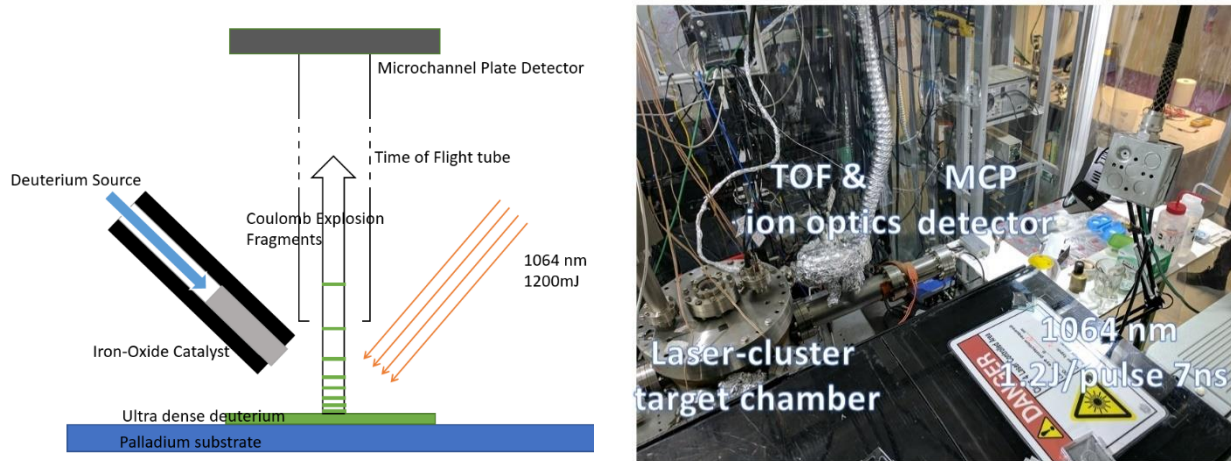 Microchannel Plate Detector
Time of Flight tube
Deuterium Source
Coulomb Explosion
Fragments
1064 nm
1200mJ
Iron-Oxide Catalyst
Ultra dense deuterium
Palladium substrate
TOF &
ion optics
MCP
detector
Laser-cluster
target chamber
1064 nm
1.2J/pulse 7ns
DANGER